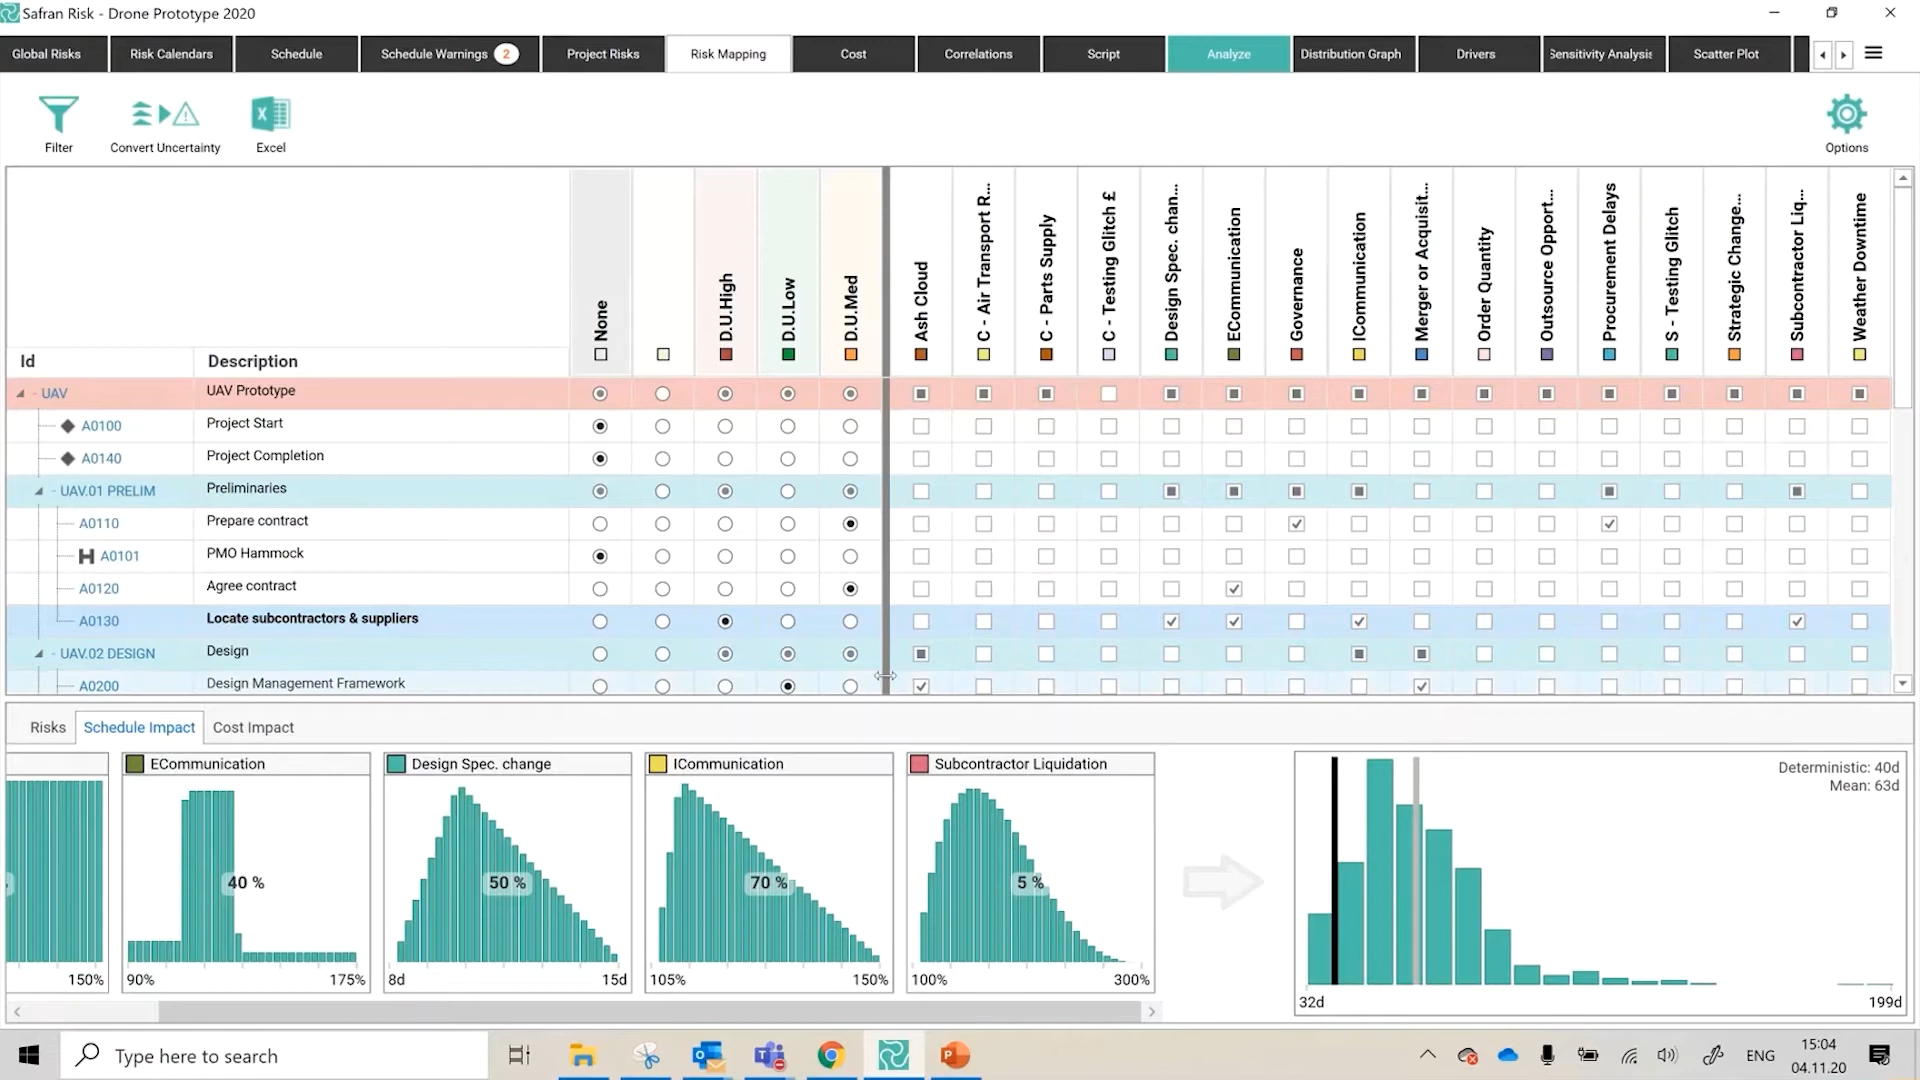 Safran Risk - Drone Prototype 2020
Global Risks
Risk Calendars
Schedule
Schedule Warnings 2
Project Risks
Risk Mapping
Cost
Correlations
Script
Analyze
Distribution Graph
Drivers
Sensitivity Analysis
Scatter Plot
Filter
Convert Uncertainty
Excel
Options
Id
Description
None
D.U.High
D.U.Low
D.U.Med
Ash Cloud
C - Air Transport R...
C - Parts Supply
C - Testing Glitch £
Design Spec. chan...
ECommunication
Governance
ICommunication
Merger or Acquisit...
Order Quantity
Outsource Opport...
Procurement Delays
S - Testing Glitch
Strategic Change...
Subcontractor Liq...
Weather Downtime
UAV UAV Prototype
A0100 Project Start
A0140 Project Completion
UAV.01 PRELIM Preliminaries
A0110 Prepare contract
A0101 PMO Hammock
A0120 Agree contract
A0130 Locate subcontractors & suppliers
UAV.02 DESIGN Design
A0200 Design Management Framework
Risks
Schedule Impact
Cost Impact
150%
ECommunication
40 %
90% 175%
Design Spec. change
50 %
8d 15d
ICommunication
70 %
105% 150%
Subcontractor Liquidation
5 %
100% 300%
Deterministic: 40d
Mean: 63d
32d 199d
Type here to search
ENG
15:04
04.11.20